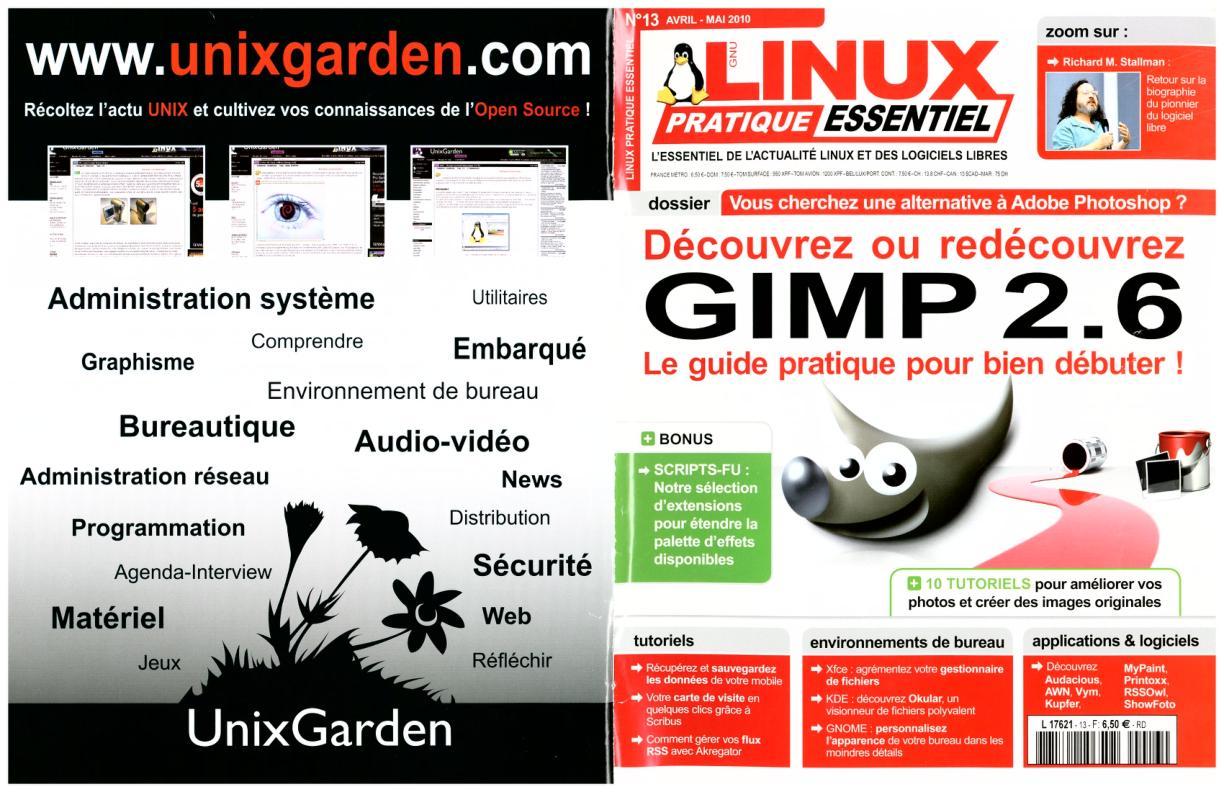 www.unixgarden.com
Récoltez l'actu UNIX et cultivez vos connaissances de l'Open Source !
UnixGarden
Administration système
Utilitaires
Comprendre
Graphisme
Embarqué
Environnement de bureau
Bureautique
Audio-vidéo
Administration réseau
News
Programmation
Distribution
Agenda-Interview
Sécurité
Matériel
Web
Jeux
Réfléchir
UnixGarden
LINUX PRATIQUE ESSENTIEL
N°13 AVRIL - MAI 2010
GNU
LINUX
PRATIQUE ESSENTIEL
L'ESSENTIEL DE L'ACTUALITÉ LINUX ET DES LOGICIELS LIBRES
zoom sur :
Richard M. Stallman :
Retour sur la
biographie
du pionnier
du logiciel
libre
dossier Vous cherchez une alternative à Adobe Photoshop ?
Découvrez ou redécouvrez
GIMP 2.6
Le guide pratique pour bien débuter !
BONUS
SCRIPTS-FU :
Notre sélection
d'extensions
pour étendre la
palette d'effets
disponibles
10 TUTORIELS pour améliorer vos
photos et créer des images originales
tutoriels
Récupérez et sauvegardez
les données de votre mobile
Votre carte de visite en
quelques clics grâce à
Scribus
Comment gérer vos flux
RSS avec Akregator
environnements de bureau
Xfce : agrémentez votre gestionnaire
de fichiers
KDE : découvrez Okular, un
visionneur de fichiers polyvalent
GNOME : personnalisez
l'apparence de votre bureau dans les
moindres détails
applications & logiciels
Découvrez
Audacious,
AWN, Vym,
Kupfer,
MyPaint,
Printoxx,
RSSOwl,
ShowFoto
L 17621 - 13 - F: 6,50 € - RD